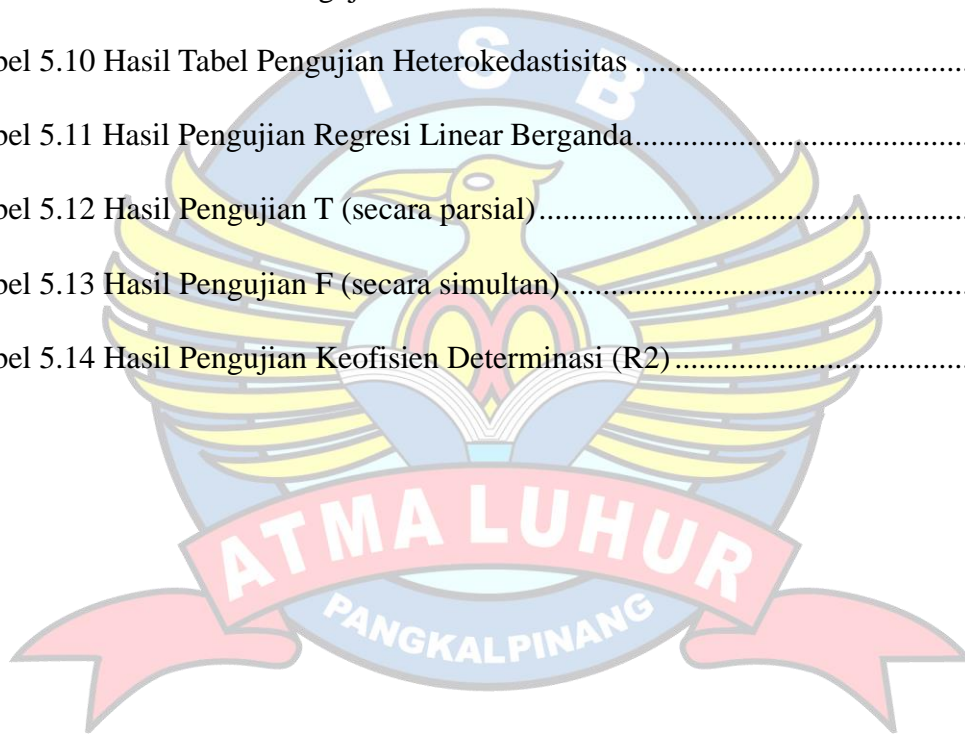 bel 5.10 Hasil Tabel Pengujian Heterokedastisitas .......................................
bel 5.11 Hasil Pengujian Regresi Linear Berganda.........................................
bel 5.12 Hasil Pengujian T (secara parsial).....................................................
bel 5.13 Hasil Pengujian F (secara simultan)..................................................
bel 5.14 Hasil Pengujian Keofisien Determinasi (R2)....................................
I S B
ATMA LUHUR
PANGKALPINANG